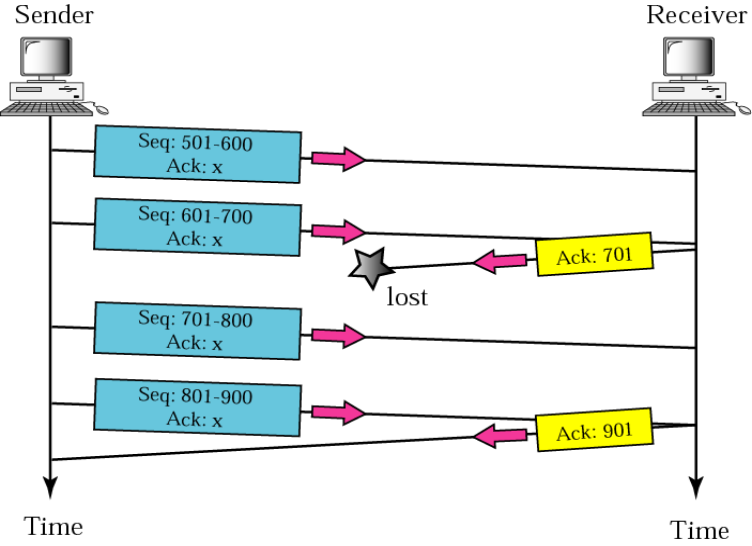 Sender
Receiver
Seq: 501-600
Ack: x
Seq: 601-700
Ack: x
Ack: 701
lost
Seq: 701-800
Ack: x
Seq: 801-900
Ack: x
Ack: 901
Time
Time